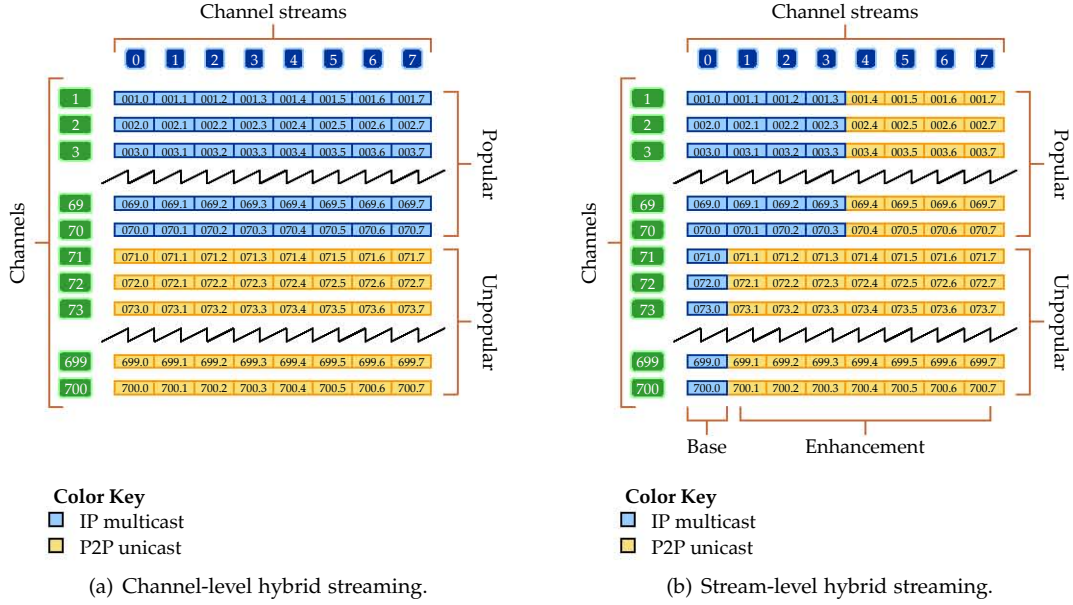 Channel streams
0 1 2 3 4 5 6 7
Channels
1 001.0 001.1 001.2 001.3 001.4 001.5 001.6 001.7
2 002.0 002.1 002.2 002.3 002.4 002.5 002.6 002.7
3 003.0 003.1 003.2 003.3 003.4 003.5 003.6 003.7
Popular
69 069.0 069.1 069.2 069.3 069.4 069.5 069.6 069.7
70 070.0 070.1 070.2 070.3 070.4 070.5 070.6 070.7
71 071.0 071.1 071.2 071.3 071.4 071.5 071.6 071.7
72 072.0 072.1 072.2 072.3 072.4 072.5 072.6 072.7
73 073.0 073.1 073.2 073.3 073.4 073.5 073.6 073.7
Unpopular
699 699.0 699.1 699.2 699.3 699.4 699.5 699.6 699.7
700 700.0 700.1 700.2 700.3 700.4 700.5 700.6 700.7
Color Key
IP multicast
P2P unicast
(a) Channel-level hybrid streaming.
Channel streams
0 1 2 3 4 5 6 7
Channels
1 001.0 001.1 001.2 001.3 001.4 001.5 001.6 001.7
2 002.0 002.1 002.2 002.3 002.4 002.5 002.6 002.7
3 003.0 003.1 003.2 003.3 003.4 003.5 003.6 003.7
Popular
69 069.0 069.1 069.2 069.3 069.4 069.5 069.6 069.7
70 070.0 070.1 070.2 070.3 070.4 070.5 070.6 070.7
71 071.0 071.1 071.2 071.3 071.4 071.5 071.6 071.7
72 072.0 072.1 072.2 072.3 072.4 072.5 072.6 072.7
73 073.0 073.1 073.2 073.3 073.4 073.5 073.6 073.7
Unpopular
699 699.0 699.1 699.2 699.3 699.4 699.5 699.6 699.7
700 700.0 700.1 700.2 700.3 700.4 700.5 700.6 700.7
Base Enhancement
Color Key
IP multicast
P2P unicast
(b) Stream-level hybrid streaming.